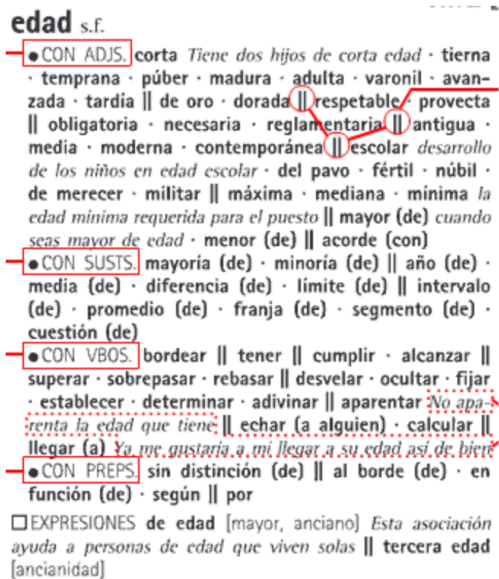 edad s.f.
● CON ADJS. corta Tiene dos hijos de corta edad · tierna
· temprana · púber · madura · adulta · varonil · avan-
zada · tardía || de oro · dorada || respetable · provecta
|| obligatoria · necesaria · reglamentaria || antigua ·
media · moderna · contemporánea || escolar desarrollo
de los niños en edad escolar · del pavo · fértil · núbil ·
de merecer · militar || máxima · mediana · mínima la
edad mínima requerida para el puesto || mayor (de) cuando
seas mayor de edad · menor (de) || acorde (con)
● CON SUSTS. mayoría (de) · minoría (de) || año (de) ·
media (de) · diferencia (de) · límite (de) || intervalo
(de) · promedio (de) · franja (de) · segmento (de) ·
cuestión (de)
● CON VBOS. bordear || tener || cumplir · alcanzar ||
superar · sobrepasar · rebasar || desvelar · ocultar · fijar
· establecer · determinar · adivinar || aparentar No apa-
renta la edad que tiene || echar (a alguien) · calcular ||
llegar (a) Ya me gustaría a mí llegar a su edad así de bien
● CON PREPS. sin distinción (de) || al borde (de) · en
función (de) · según || por
□ EXPRESIONES de edad [mayor, anciano] Esta asociación
ayuda a personas de edad que viven solas || tercera edad
[ancianidad]